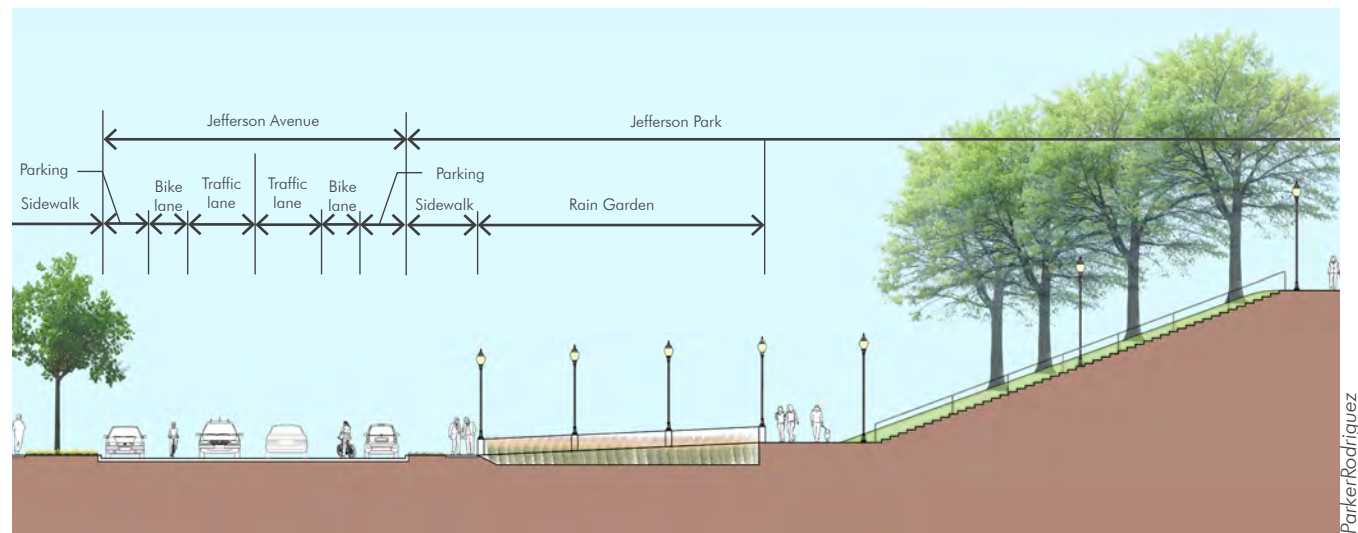 Jefferson Avenue
Jefferson Park
Parking
Sidewalk
Bike
lane
Traffic
lane
Traffic
lane
Bike
lane
Parking
Sidewalk
Rain Garden
ParkerRodriguez